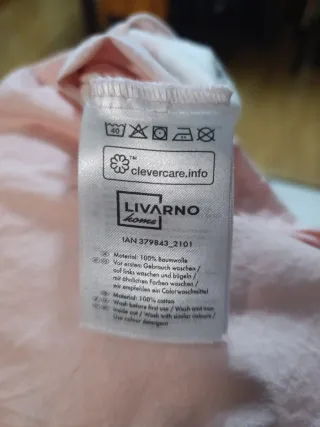 40
™
clevercare.info
LIVARNO
home
IAN 379843_2101
Material: 100% Baumwolle
Vor erstem Gebrauch waschen /
auf links waschen und bügeln /
mit ähnlichen Farben waschen /
wir empfehlen ein Colorwaschmittel
Material: 100% cotton
Wash before first use / Wash and iron
inside out / Wash with similar colours /
Use colour detergent